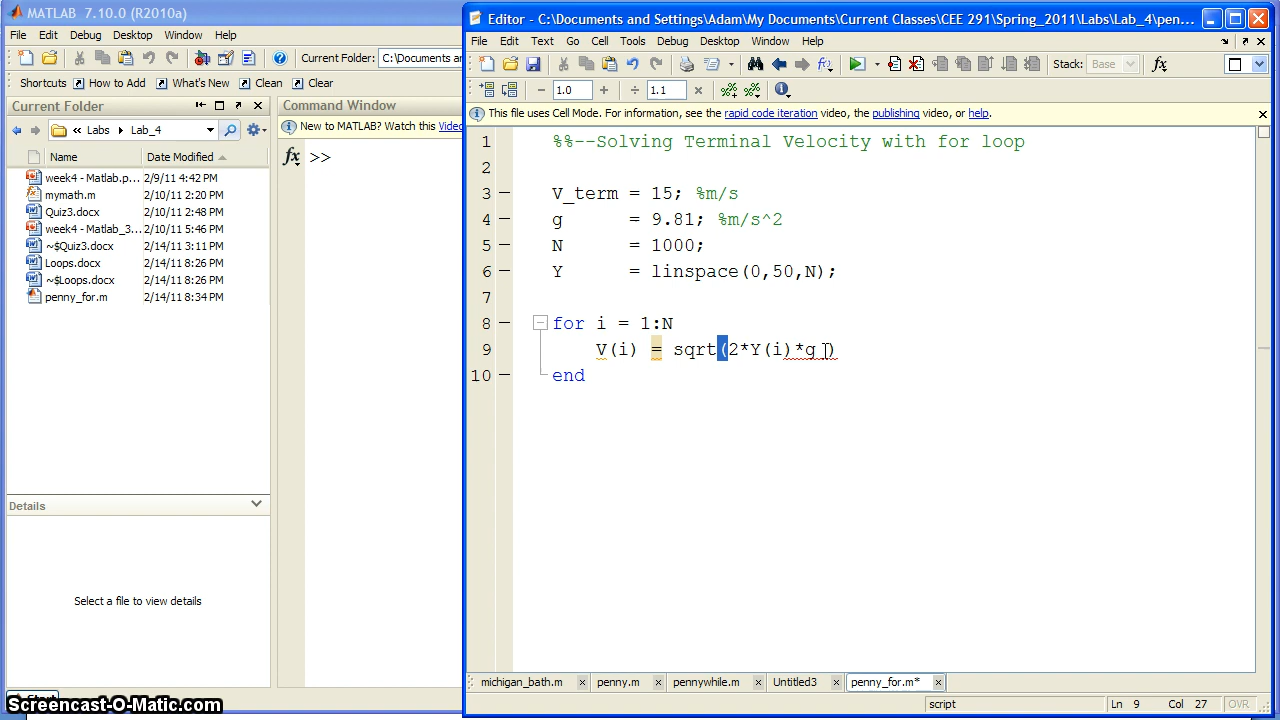 MATLAB 7.10.0 (R2010a)
File Edit Debug Desktop Window Help
Current Folder: C:\Documents ar
Shortcuts How to Add What's New Clean Clear
Current Folder
« Labs ▸ Lab_4
Name Date Modified
week4 - Matlab.p... 2/9/11 4:42 PM
mymath.m 2/10/11 2:20 PM
Quiz3.docx 2/10/11 2:48 PM
week4 - Matlab_3... 2/10/11 5:46 PM
~$Quiz3.docx 2/14/11 3:11 PM
Loops.docx 2/14/11 8:26 PM
~$Loops.docx 2/14/11 8:26 PM
penny_for.m 2/14/11 8:34 PM
Details
Select a file to view details
Start
Command Window
New to MATLAB? Watch this Video
fx >>
Editor - C:\Documents and Settings\Adam\My Documents\Current Classes\CEE 291\Spring_2011\Labs\Lab_4\pen...
File Edit Text Go Cell Tools Debug Desktop Window Help
Stack: Base fx
− 1.0 + ÷ 1.1 ×
This file uses Cell Mode. For information, see the rapid code iteration video, the publishing video, or help.
1 %%--Solving Terminal Velocity with for loop
2
3 V_term = 15; %m/s
4 g = 9.81; %m/s^2
5 N = 1000;
6 Y = linspace(0,50,N);
7
8 for i = 1:N
9 V(i) = sqrt(2*Y(i)*g )
10 end
michigan_bath.m penny.m pennywhile.m Untitled3 penny_for.m*
script Ln 9 Col 27 OVR
Screencast-O-Matic.com